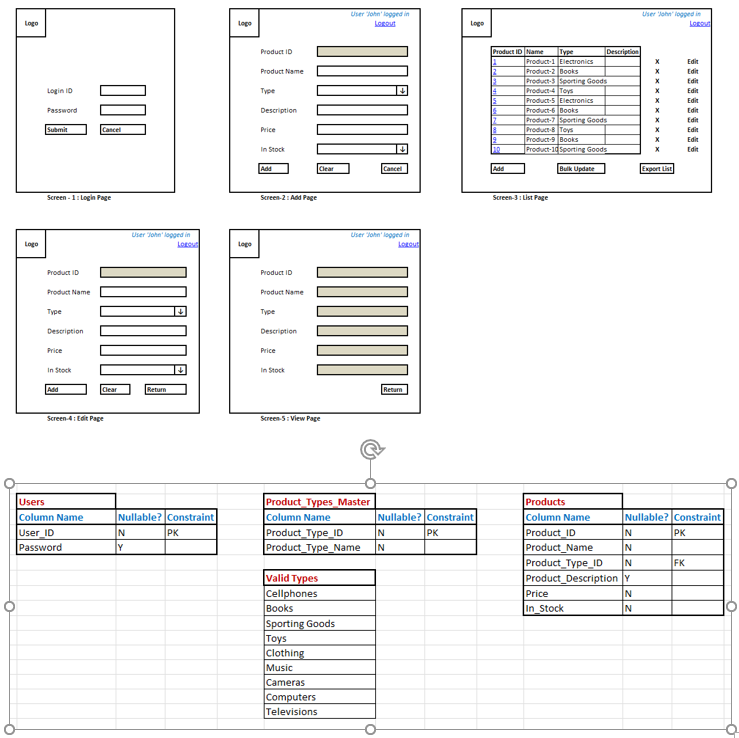 Logo
Login ID
Password
Submit Cancel
Screen - 1 : Login Page
User 'John' logged in
Logo Logout
Product ID
Product Name
Type ↓
Description
Price
In Stock ↓
Add Clear Cancel
Screen-2 : Add Page
User 'John' logged in
Logo Logout
Product ID Name Type Description
1 Product-1 Electronics X Edit
2 Product-2 Books X Edit
3 Product-3 Sporting Goods X Edit
4 Product-4 Toys X Edit
5 Product-5 Electronics X Edit
6 Product-6 Books X Edit
7 Product-7 Sporting Goods X Edit
8 Product-8 Toys X Edit
9 Product-9 Books X Edit
10 Product-10 Sporting Goods X Edit
Add Bulk Update Export List
Screen-3 : List Page
User 'John' logged in
Logo Logout
Product ID
Product Name
Type ↓
Description
Price
In Stock ↓
Add Clear Return
Screen-4 : Edit Page
User 'John' logged in
Logo Logout
Product ID
Product Name
Type
Description
Price
In Stock
Return
Screen-5 : View Page
Users
Column Name Nullable? Constraint
User_ID N PK
Password Y
Product_Types_Master
Column Name Nullable? Constraint
Product_Type_ID N PK
Product_Type_Name N
Valid Types
Cellphones
Books
Sporting Goods
Toys
Clothing
Music
Cameras
Computers
Televisions
Products
Column Name Nullable? Constraint
Product_ID N PK
Product_Name N
Product_Type_ID N FK
Product_Description Y
Price N
In_Stock N